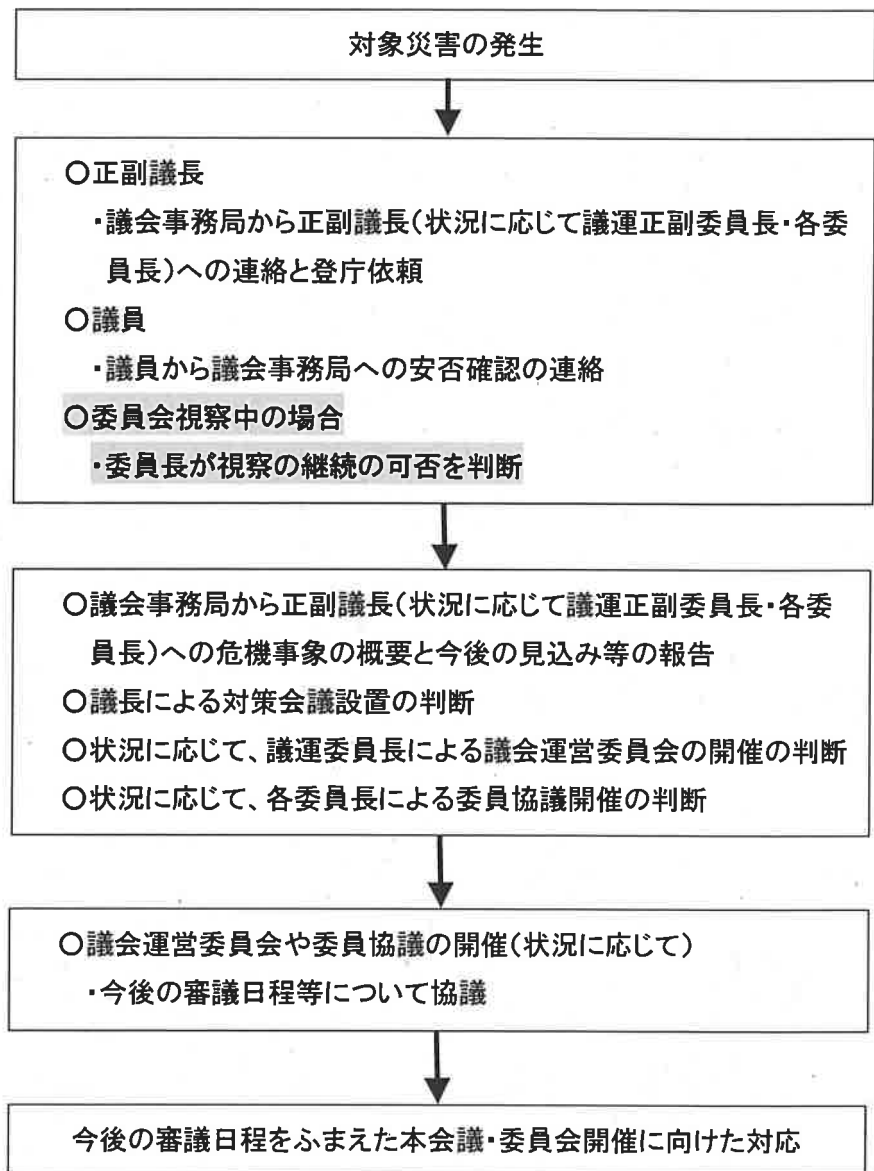 対象災害の発生
○正副議長
・議会事務局から正副議長(状況に応じて議運正副委員長・各委
員長)への連絡と登庁依頼
○議員
・議員から議会事務局への安否確認の連絡
○委員会視察中の場合
・委員長が視察の継続の可否を判断
○議会事務局から正副議長(状況に応じて議運正副委員長・各委
員長)への危機事象の概要と今後の見込み等の報告
○議長による対策会議設置の判断
○状況に応じて、議運委員長による議会運営委員会の開催の判断
○状況に応じて、各委員長による委員協議開催の判断
○議会運営委員会や委員協議の開催(状況に応じて)
・今後の審議日程等について協議
今後の審議日程をふまえた本会議・委員会開催に向けた対応